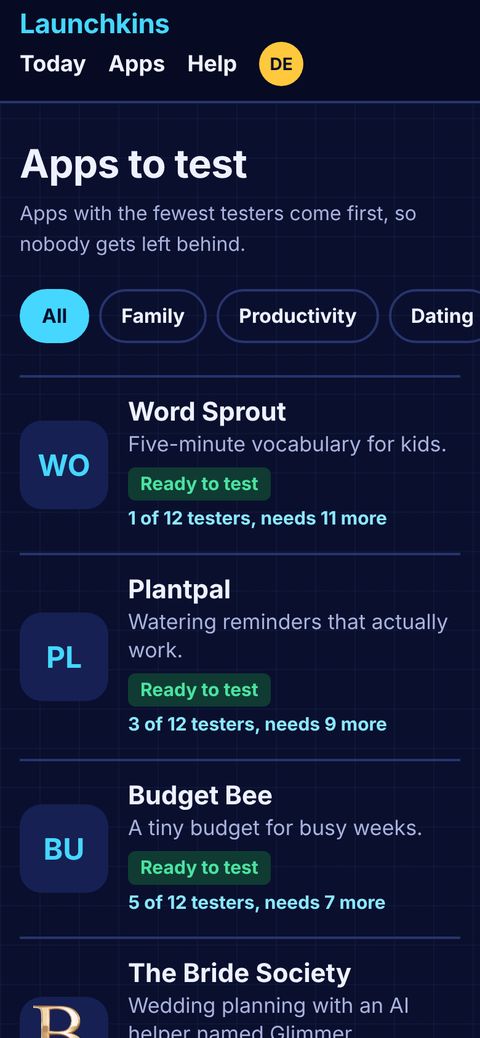 Launchkins
Today Apps Help DE
Apps to test
Apps with the fewest testers come first, so
nobody gets left behind.
All Family Productivity Dating
WO
Word Sprout
Five-minute vocabulary for kids.
Ready to test
1 of 12 testers, needs 11 more
PL
Plantpal
Watering reminders that actually
work.
Ready to test
3 of 12 testers, needs 9 more
BU
Budget Bee
A tiny budget for busy weeks.
Ready to test
5 of 12 testers, needs 7 more
B
The Bride Society
Wedding planning with an AI
helper named Glimmer